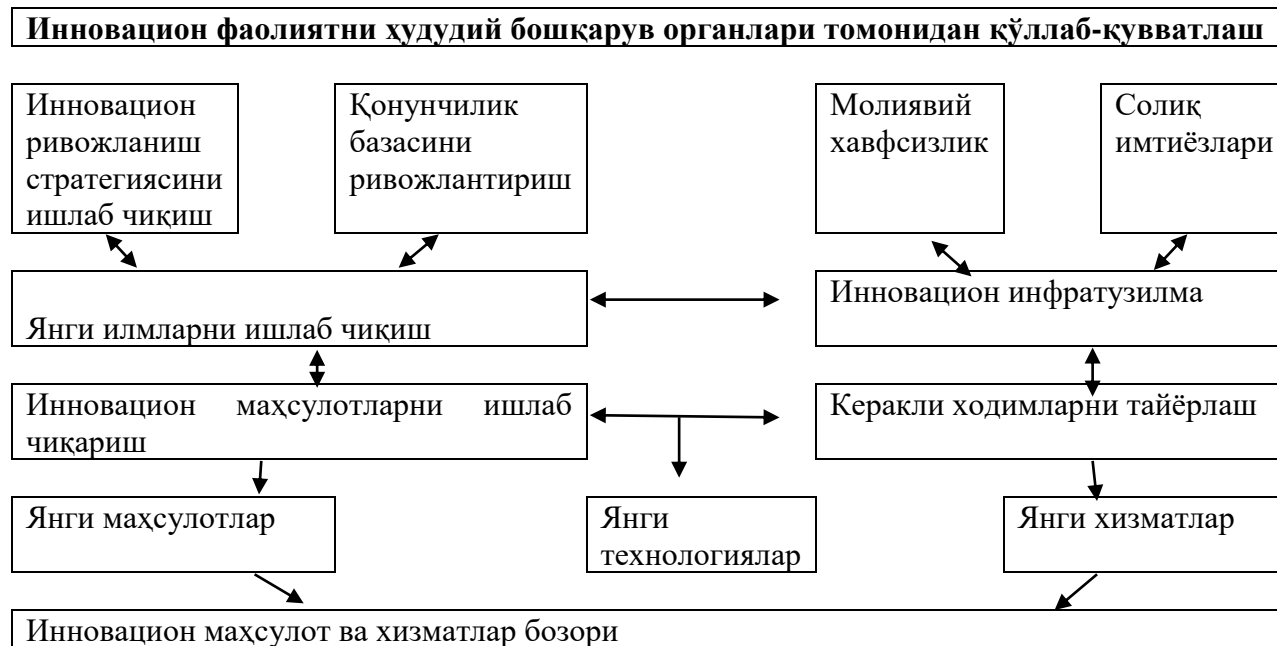 Инновацион фаолиятни ҳудудий бошқарув органлари томонидан қўллаб-қувватлаш
Инновацион
ривожланиш
стратегиясини
ишлаб чиқиш
Қонунчилик
базасини
ривожлантириш
Молиявий
хавфсизлик
Солиқ
имтиёзлари
Янги илмларни ишлаб чиқиш
Инновацион инфратузилма
Инновацион маҳсулотларни ишлаб
чиқариш
Керакли ходимларни тайёрлаш
Янги маҳсулотлар
Янги
технологиялар
Янги хизматлар
Инновацион маҳсулот ва хизматлар бозори